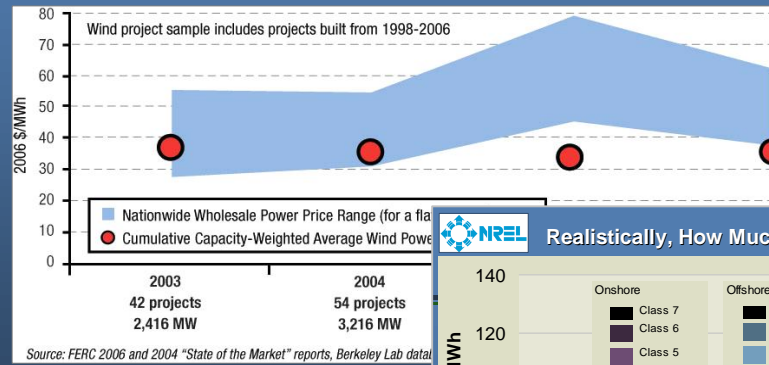 80
70
60
50
40
30
20
10
0
2006 $/MWh
Wind project sample includes projects built from 1998-2006
Nationwide Wholesale Power Price Range (for a fla
Cumulative Capacity-Weighted Average Wind Powe
2003
42 projects
2,416 MW
2004
54 projects
3,216 MW
Source: FERC 2006 and 2004 "State of the Market" reports, Berkeley Lab datab
NREL
Realistically, How Muc
140
120
MWh
Onshore
Class 7
Class 6
Class 5
Offshore